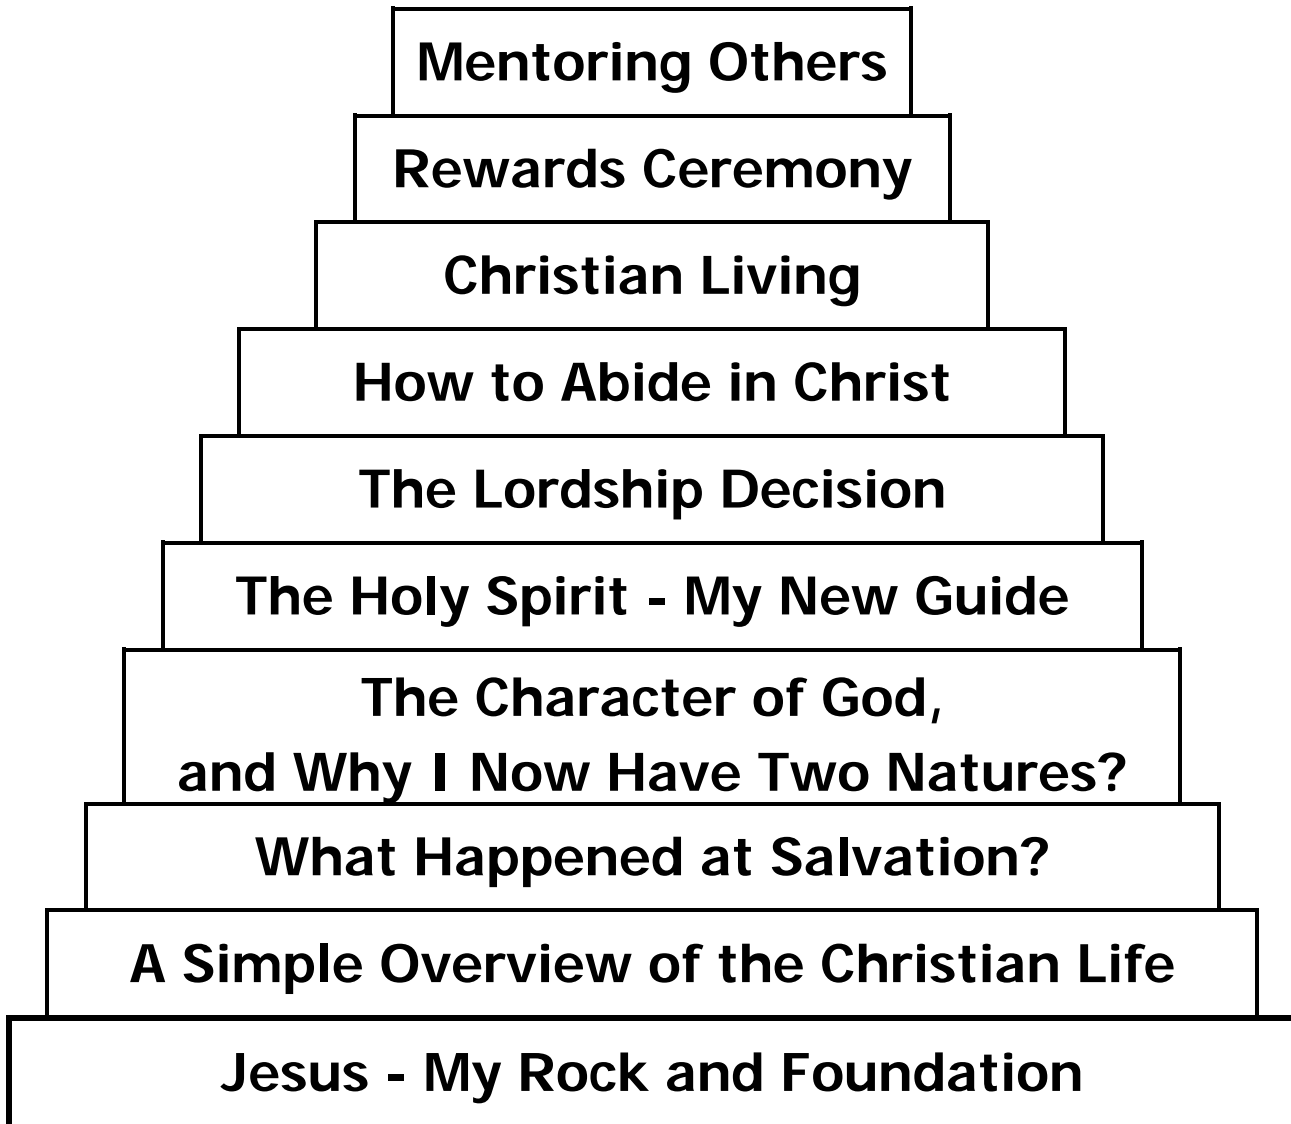 Mentoring Others
Rewards Ceremony
Christian Living
How to Abide in Christ
The Lordship Decision
The Holy Spirit - My New Guide
The Character of God,
and Why I Now Have Two Natures?
What Happened at Salvation?
A Simple Overview of the Christian Life
Jesus - My Rock and Foundation